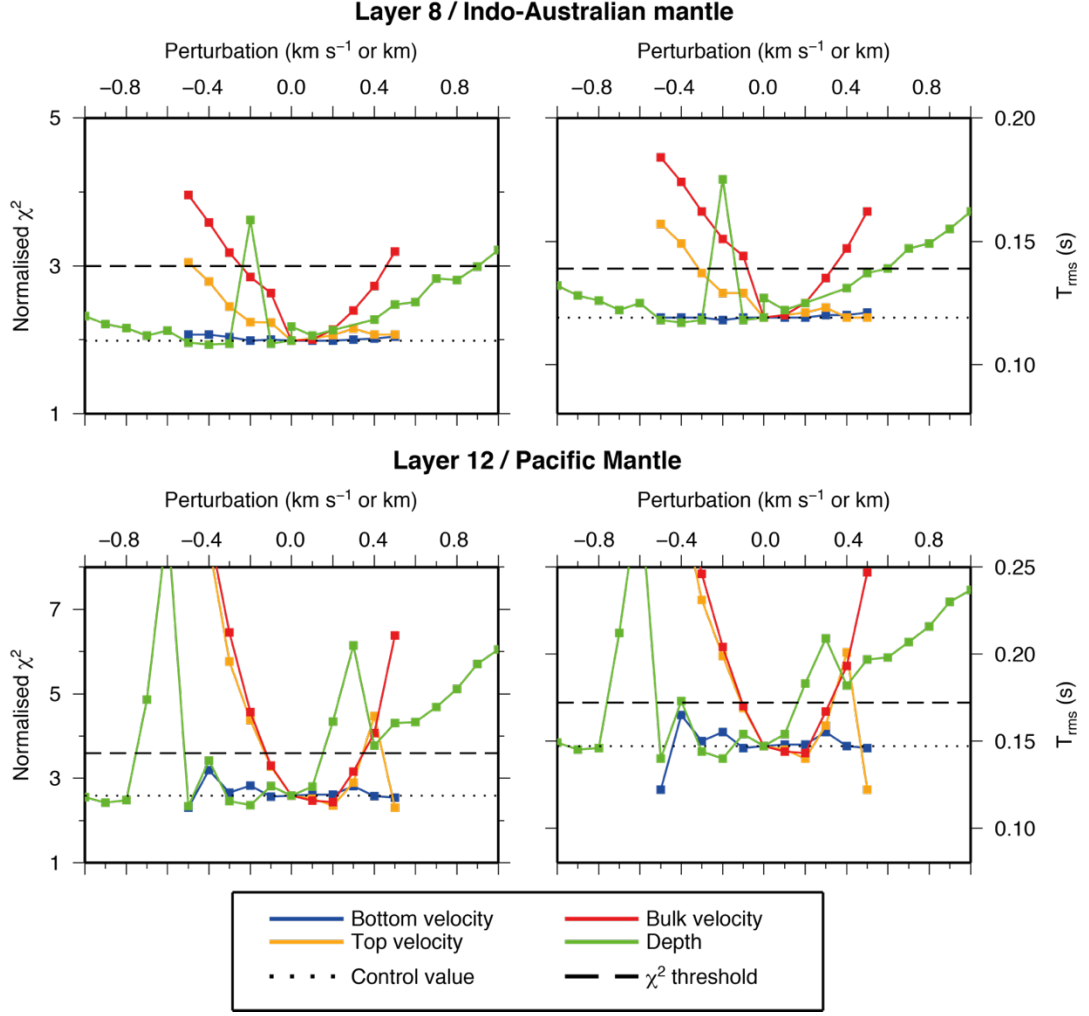 Layer 8 / Indo-Australian mantle
Perturbation (km s⁻¹ or km) Perturbation (km s⁻¹ or km)
−0.8 −0.4 0.0 0.4 0.8 −0.8 −0.4 0.0 0.4 0.8
5 0.20
3 0.15
Normalised χ² Tᵣₘₛ (s)
0.10
1
Layer 12 / Pacific Mantle
Perturbation (km s⁻¹ or km) Perturbation (km s⁻¹ or km)
−0.8 −0.4 0.0 0.4 0.8 −0.8 −0.4 0.0 0.4 0.8
0.25
7
0.20
5
Normalised χ² Tᵣₘₛ (s)
0.15
3
0.10
1
Bottom velocity Bulk velocity
Top velocity Depth
Control value χ² threshold